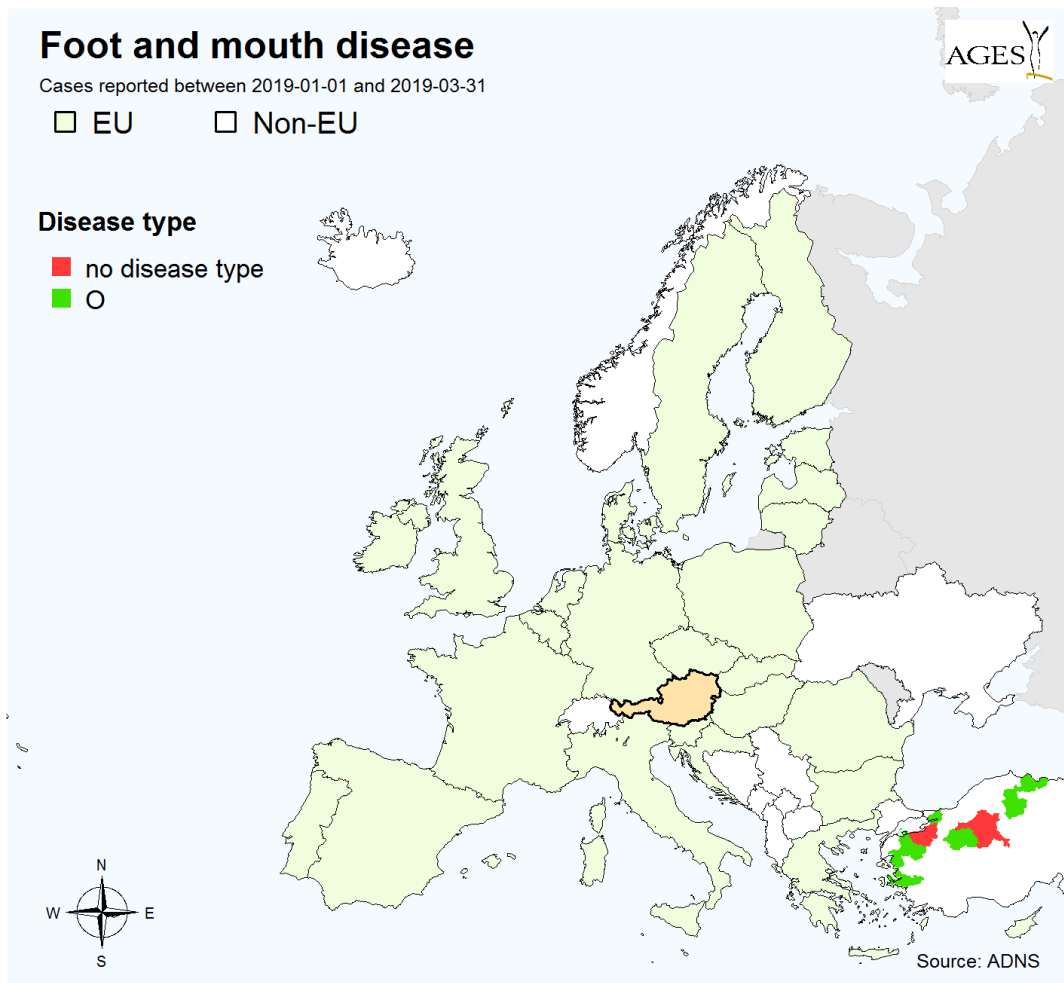 Foot and mouth disease
Cases reported between 2019-01-01 and 2019-03-31
EU Non-EU
AGES
Disease type
no disease type
O
N
W E
S
Source: ADNS